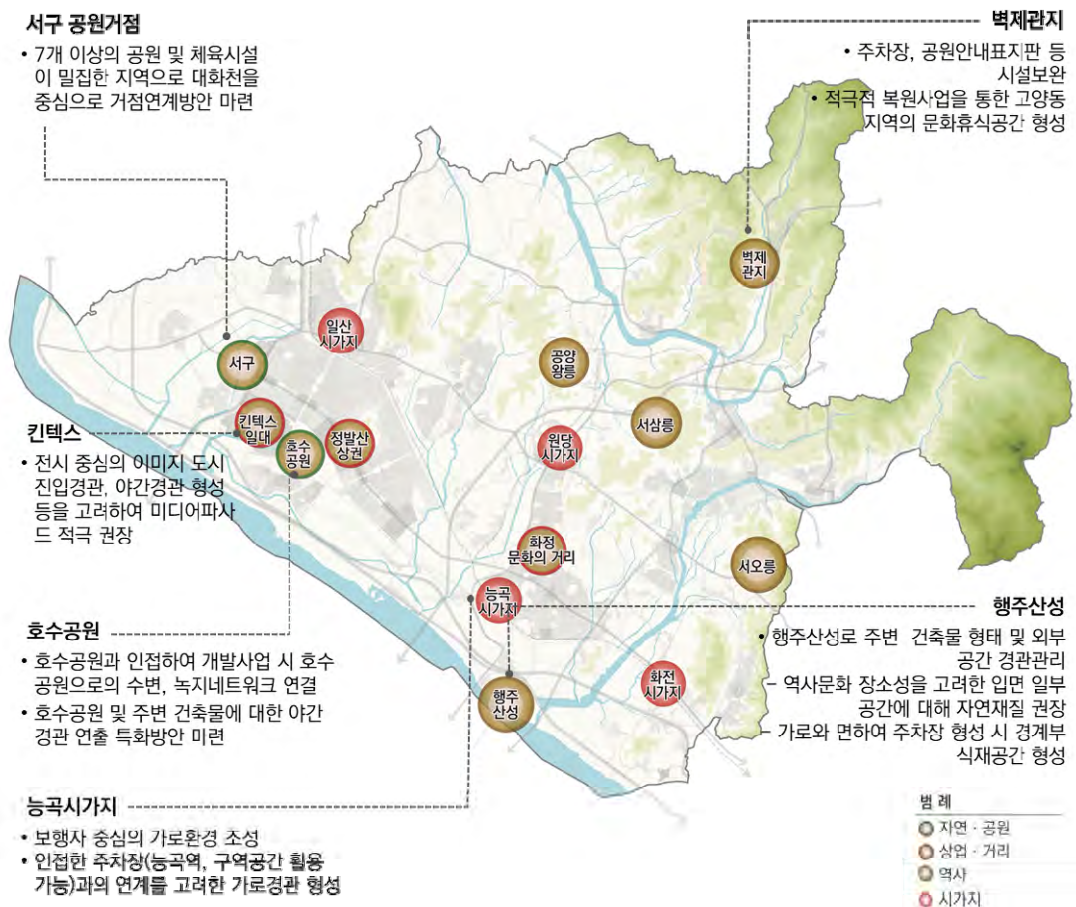 서구 공원거점
• 7개 이상의 공원 및 체육시설
이 밀집한 지역으로 대화천을
중심으로 거점연계방안 마련
벽제관지
• 주차장, 공원안내표지판 등
시설보완
• 적극적 복원사업을 통한 고양동
지역의 문화휴식공간 형성
벽제
관지
일산
시가지
서구
공양
왕릉
킨텍스
일대
호수
공원
정발산
상권
서삼릉
원당
시가지
킨텍스
• 전시 중심의 이미지 도시
진입경관, 야간경관 형성
등을 고려하여 미디어파사
드 적극 권장
화정
문화의 거리
서오릉
능곡
시가지
행주
산성
화전
시가지
호수공원
• 호수공원과 인접하여 개발사업 시 호수
공원으로의 수변, 녹지네트워크 연결
• 호수공원 및 주변 건축물에 대한 야간
경관 연출 특화방안 미련
행주산성
• 행주산성로 주변 건축물 형태 및 외부
공간 경관관리
- 역사문화 장소성을 고려한 입면 일부
공간에 대해 자연재질 권장
- 가로와 면하여 주차장 형성 시 경계부
식재공간 형성
능곡시가지
• 보행자 중심의 가로환경 조성
• 인접한 주차장(능곡역, 구역공간 활용
가능)과의 연계를 고려한 가로경관 형성
범 례
자연 · 공원
상업 · 거리
역사
시가지